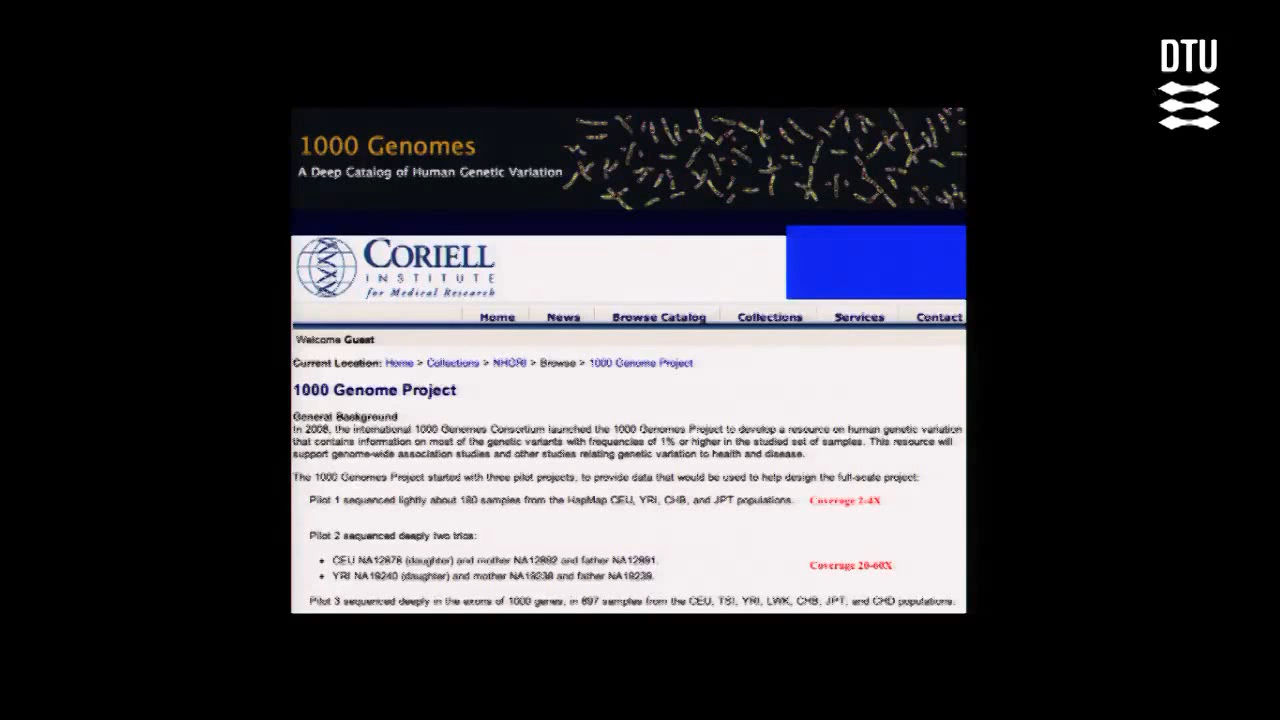 DTU
1000 Genomes
A Deep Catalog of Human Genetic Variation
CORIELL
INSTITUTE
for Medical Research
Home News Browse Catalog Collections Services Contact
Welcome Guest
Current Location: Home > Collections > NHGRI > Browse > 1000 Genome Project
1000 Genome Project
General Background
In 2008, the international 1000 Genomes Consortium launched the 1000 Genomes Project to develop a resource on human genetic variation
that contains information on most of the genetic variants with frequencies of 1% or higher in the studied set of samples. This resource will
support genome-wide association studies and other studies relating genetic variation to health and disease.
The 1000 Genomes Project started with three pilot projects, to provide data that would be used to help design the full-scale project:
Pilot 1 sequenced lightly about 180 samples from the HapMap CEU, YRI, CHB, and JPT populations. Coverage 2-4X
Pilot 2 sequenced deeply two trios:
• CEU NA12878 (daughter) and mother NA12892 and father NA12891.
Coverage 20-60X
• YRI NA19240 (daughter) and mother NA19238 and father NA19239.
Pilot 3 sequenced deeply in the exons of 1000 genes, in 697 samples from the CEU, TSI, YRI, LWK, CHB, JPT, and CHD populations.